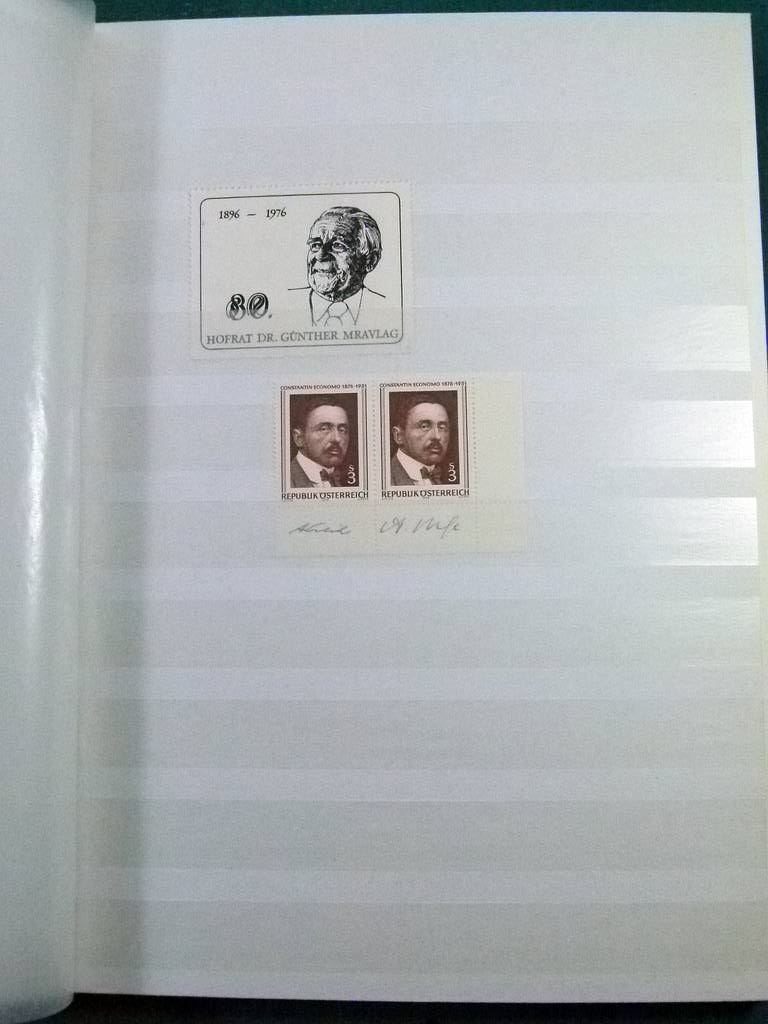 1896 – 1976
80.
HOFRAT DR. GÜNTHER MRAVLAG
CONSTANTIN ECONOMO 1876-1931
S
3
REPUBLIK ÖSTERREICH
CONSTANTIN ECONOMO 1876-1931
S
3
REPUBLIK ÖSTERREICH